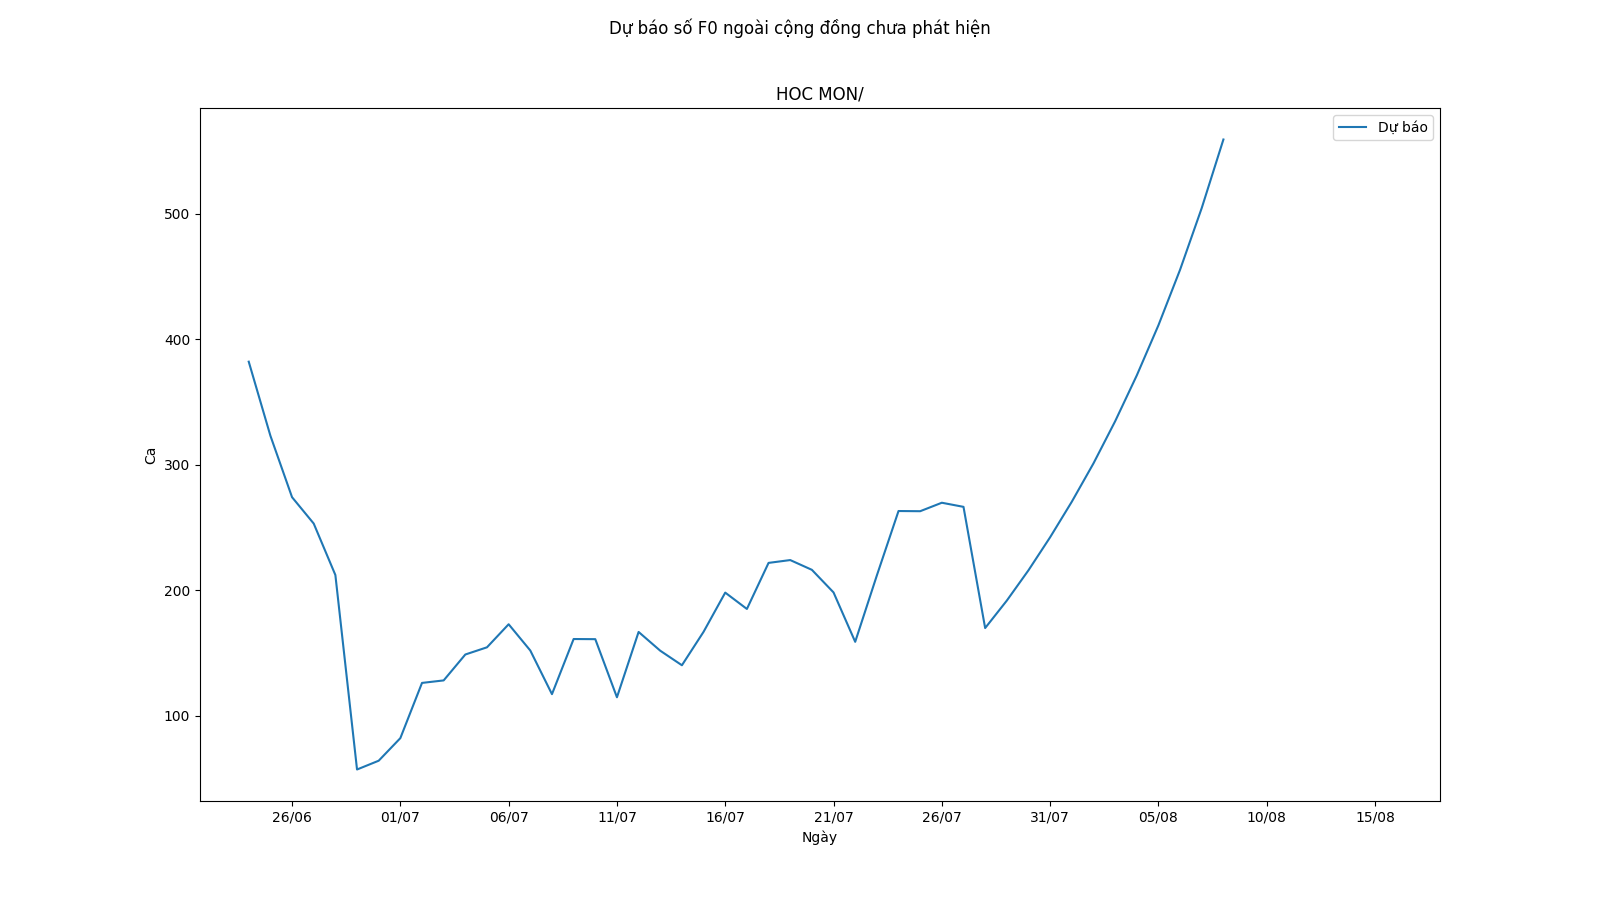 Dự báo số F0 ngoài cộng đồng chưa phát hiện
HOC MON/
Dự báo
500
400
300
200
100
Ca
26/06 01/07 06/07 11/07 16/07 21/07 26/07 31/07 05/08 10/08 15/08
Ngày